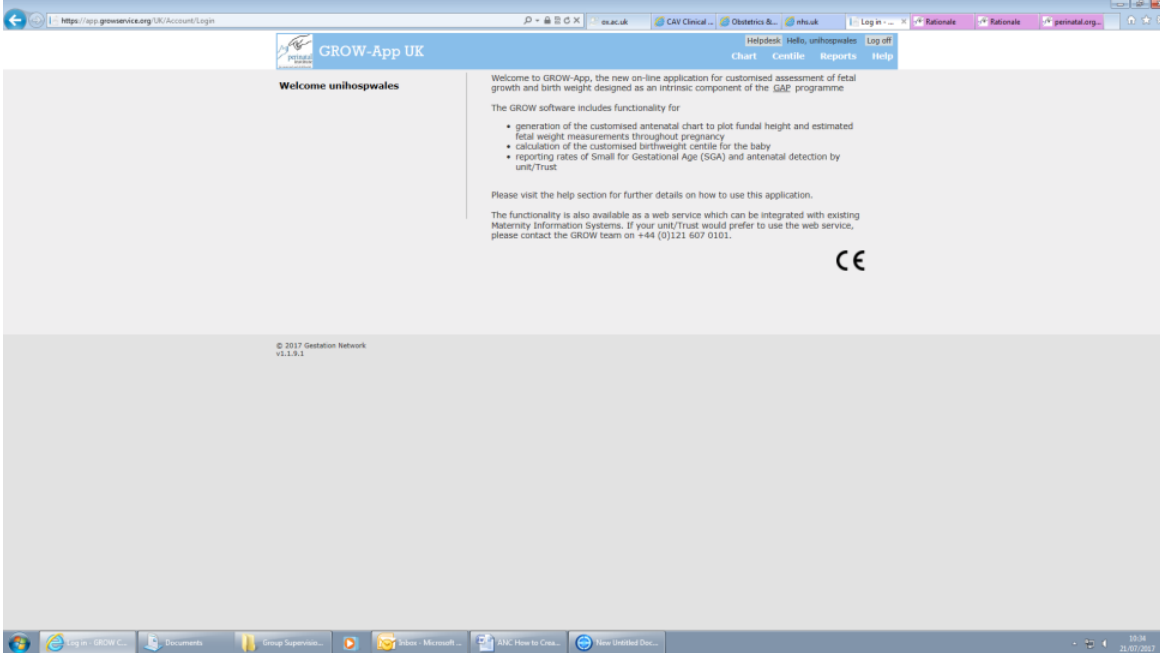 https://app.growservice.org/UK/Account/Login
ox.ac.uk
CAV Clinical ...
Obstetrics &...
nhs.uk
Log in - ...
Rationale
Rationale
perinatal.org...
perinatal
GROW-App UK
Helpdesk Hello, unihospwales Log off
Chart Centile Reports Help
Welcome unihospwales
Welcome to GROW-App, the new on-line application for customised assessment of fetal
growth and birth weight designed as an intrinsic component of the GAP programme
The GROW software includes functionality for
• generation of the customised antenatal chart to plot fundal height and estimated
fetal weight measurements throughout pregnancy
• calculation of the customised birthweight centile for the baby
• reporting rates of Small for Gestational Age (SGA) and antenatal detection by
unit/Trust
Please visit the help section for further details on how to use this application.
The functionality is also available as a web service which can be integrated with existing
Maternity Information Systems. If your unit/Trust would prefer to use the web service,
please contact the GROW team on +44 (0)121 607 0101.
CE
© 2017 Gestation Network
v1.1.9.1
Log in - GROW C...
Documents
Group Supervisio...
Inbox - Microsoft ...
ANC How to Crea...
New Untitled Doc...
10:34
21/07/2017